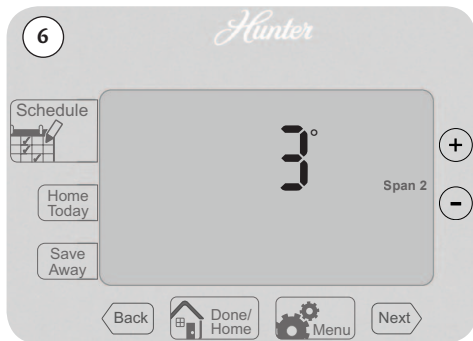 6
Hunter
Schedule
3°
+
Span 2
Home
Today
-
Save
Away
Back
Done/
Home
Menu
Next